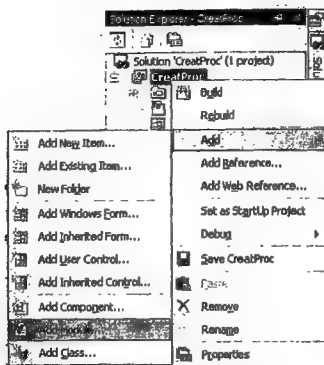 Solution Explorer - CreatProc
Solution 'CreatProc' (1 project)
CreatProc
Build
Rebuild
Add
Add Reference...
Add Web Reference...
Set as StartUp Project
Debug
Save CreatProc
Paste
Remove
Rename
Properties
Add New Item...
Add Existing Item...
New Folder
Add Windows Form...
Add Inherited Form...
Add User Control...
Add Inherited Control...
Add Component...
Add Module...
Add Class...